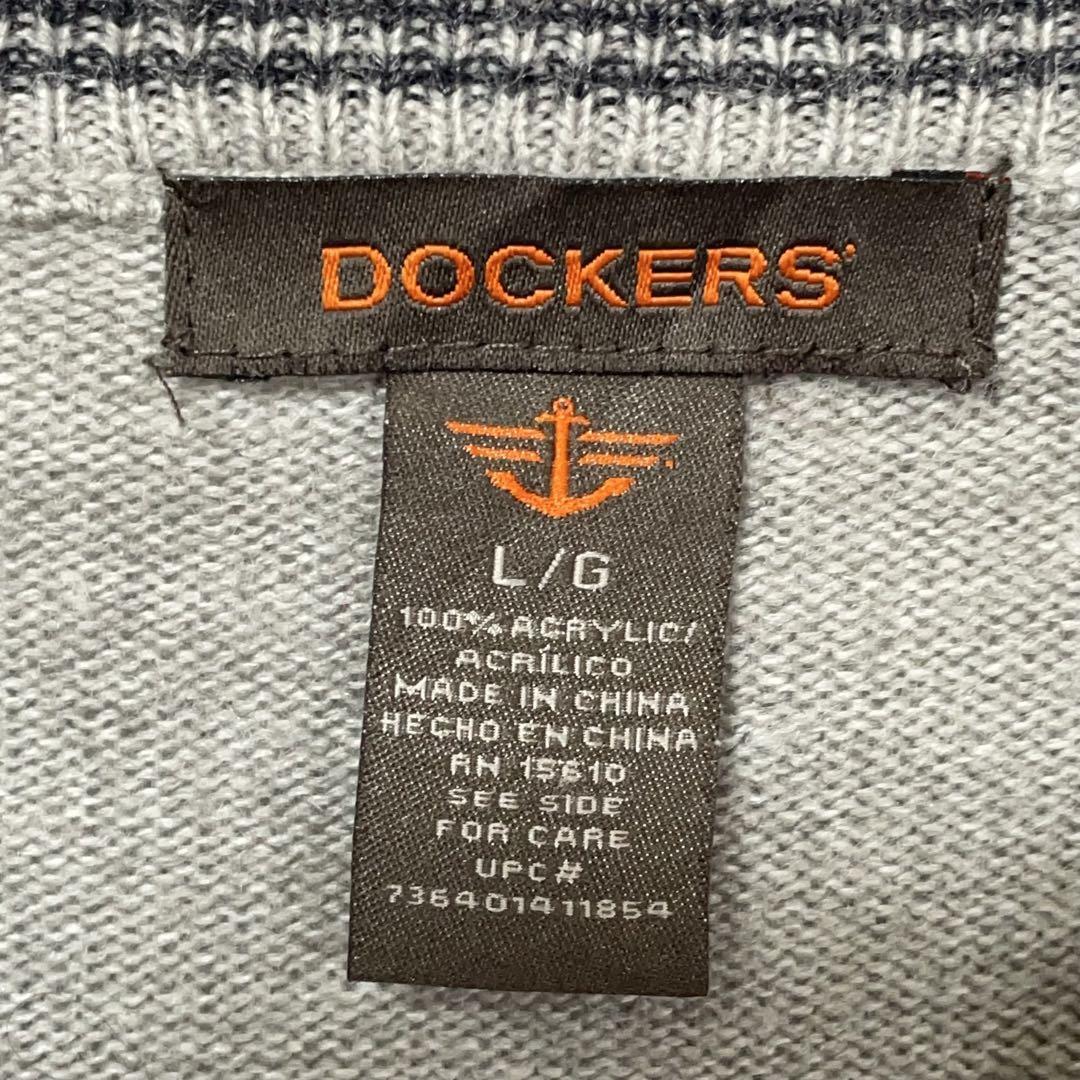 DOCKERS
L/G
100% ACRYLIC/
ACRÍLICO
MADE IN CHINA
HECHO EN CHINA
RN 15610
SEE SIDE
FOR CARE
UPC#
736401411854